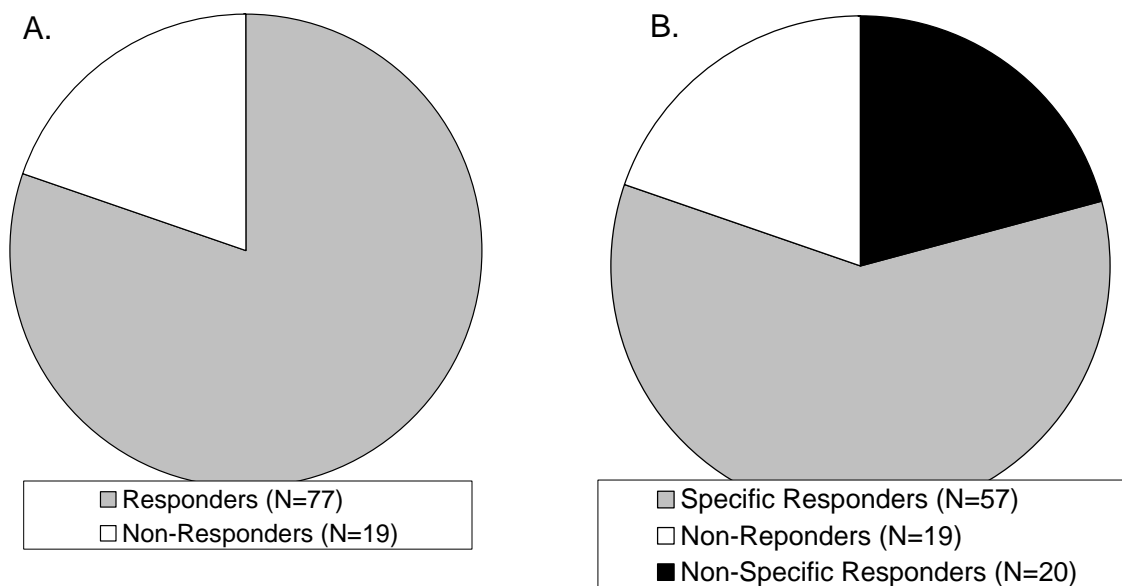 A.
Responders (N=77)
Non-Responders (N=19)
B.
Specific Responders (N=57)
Non-Reponders (N=19)
Non-Specific Responders (N=20)